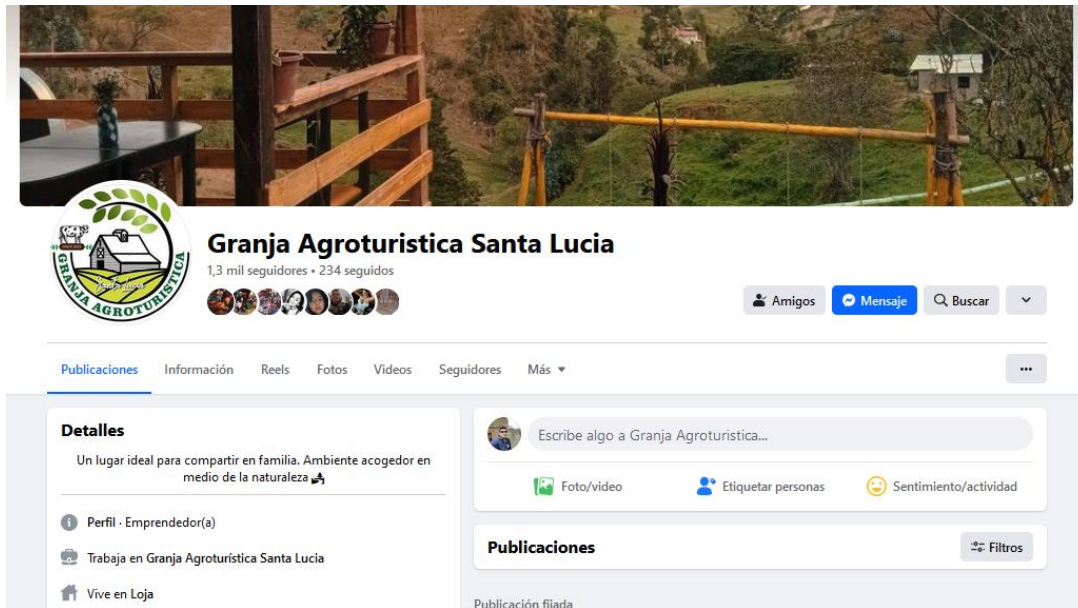 GRANJA AGROTURISTICA
Santa Lucia
Granja Agroturistica Santa Lucia
1,3 mil seguidores • 234 seguidos
Amigos
Mensaje
Buscar
Publicaciones
Información
Reels
Fotos
Videos
Seguidores
Más
Detalles
Un lugar ideal para compartir en familia. Ambiente acogedor en
medio de la naturaleza
Perfil · Emprendedor(a)
Trabaja en Granja Agroturística Santa Lucia
Vive en Loja
Escribe algo a Granja Agroturistica...
Foto/video
Etiquetar personas
Sentimiento/actividad
Publicaciones
Filtros
Publicación fijada